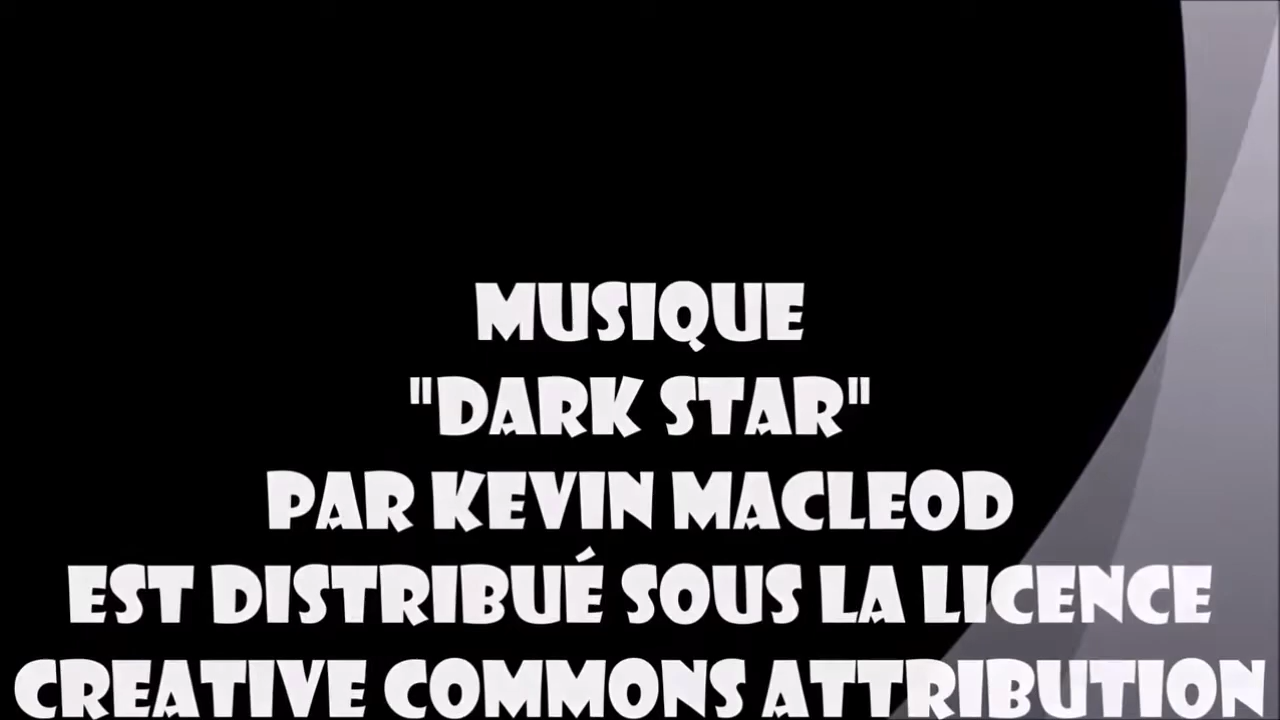 MUSIQUE
"DARK STAR"
PAR KEVIN MACLEOD
EST DISTRIBUÉ SOUS LA LICENCE
CREATIVE COMMONS ATTRIBUTION